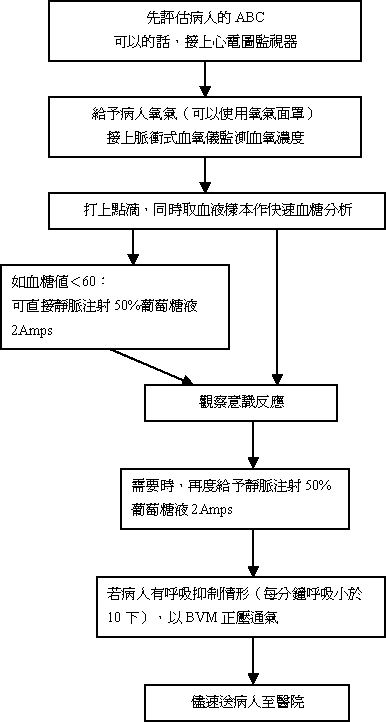 先評估病人的 ABC
可以的話，接上心電圖監視器
給予病人氧氣（可以使用氧氣面罩）
接上脈衝式血氧儀監測血氧濃度
打上點滴，同時取血液樣本作快速血糖分析
如血糖值＜60：
可直接靜脈注射 50%葡萄糖液
2Amps
觀察意識反應
需要時，再度給予靜脈注射 50%
葡萄糖液 2Amps
若病人有呼吸抑制情形（每分鐘呼吸小於
10 下），以 BVM 正壓通氣
儘速送病人至醫院